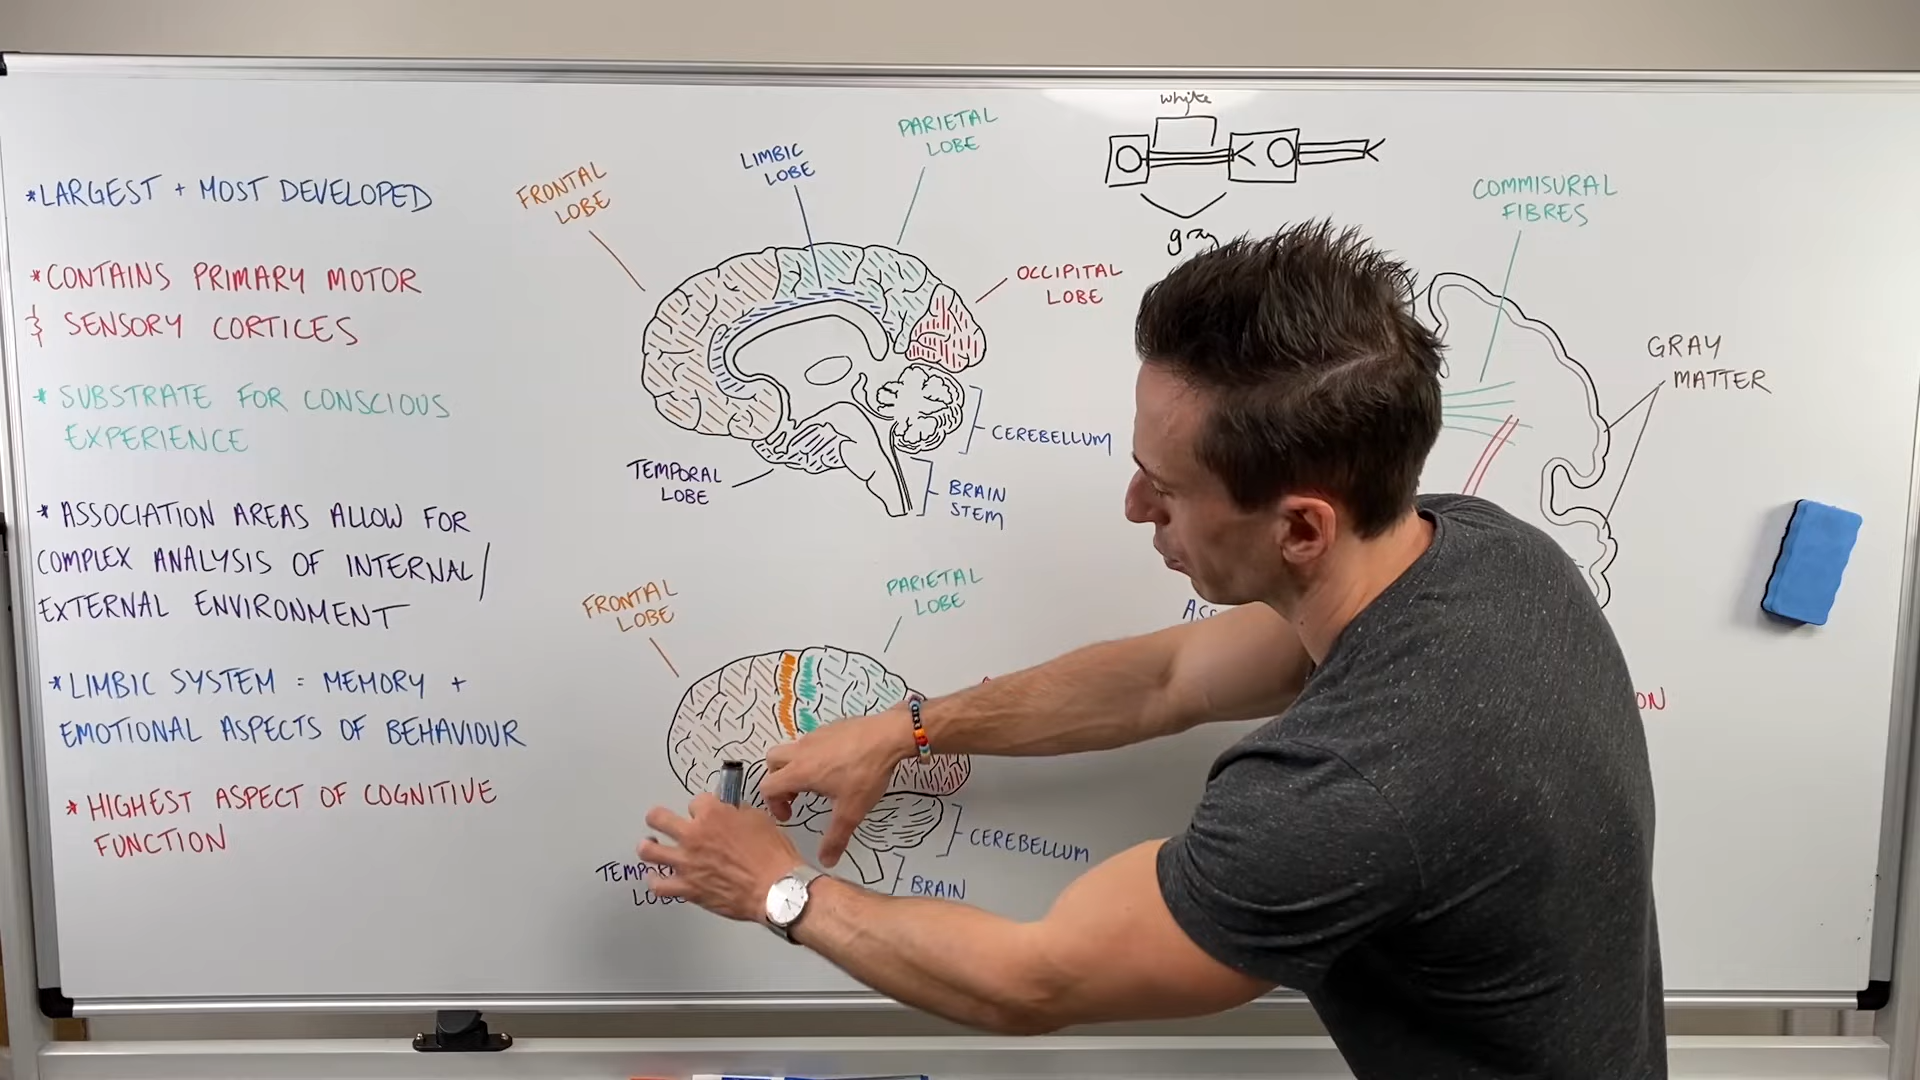 *LARGEST + MOST DEVELOPED
*CONTAINS PRIMARY MOTOR
& SENSORY CORTICES
* SUBSTRATE FOR CONSCIOUS
EXPERIENCE
* ASSOCIATION AREAS ALLOW FOR
COMPLEX ANALYSIS OF INTERNAL/
EXTERNAL ENVIRONMENT
*LIMBIC SYSTEM = MEMORY +
EMOTIONAL ASPECTS OF BEHAVIOUR
* HIGHEST ASPECT OF COGNITIVE
FUNCTION
FRONTAL
LOBE
LIMBIC
LOBE
PARIETAL
LOBE
OCCIPITAL
LOBE
CEREBELLUM
BRAIN
STEM
TEMPORAL
LOBE
FRONTAL
LOBE
PARIETAL
LOBE
CEREBELLUM
BRAIN
LOBE
white
gray
COMMISURAL
FIBRES
GRAY
MATTER